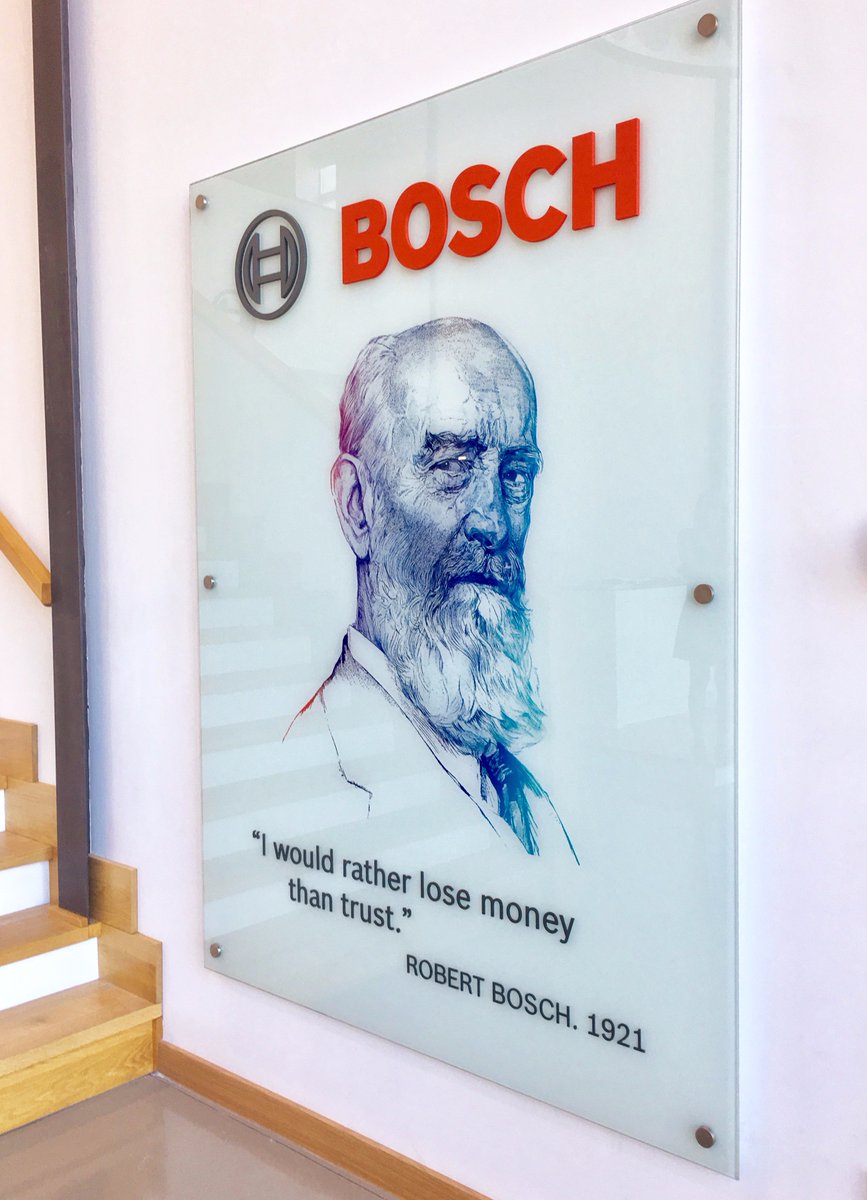 BOSCH
“I would rather lose money
than trust.”
ROBERT BOSCH. 1921